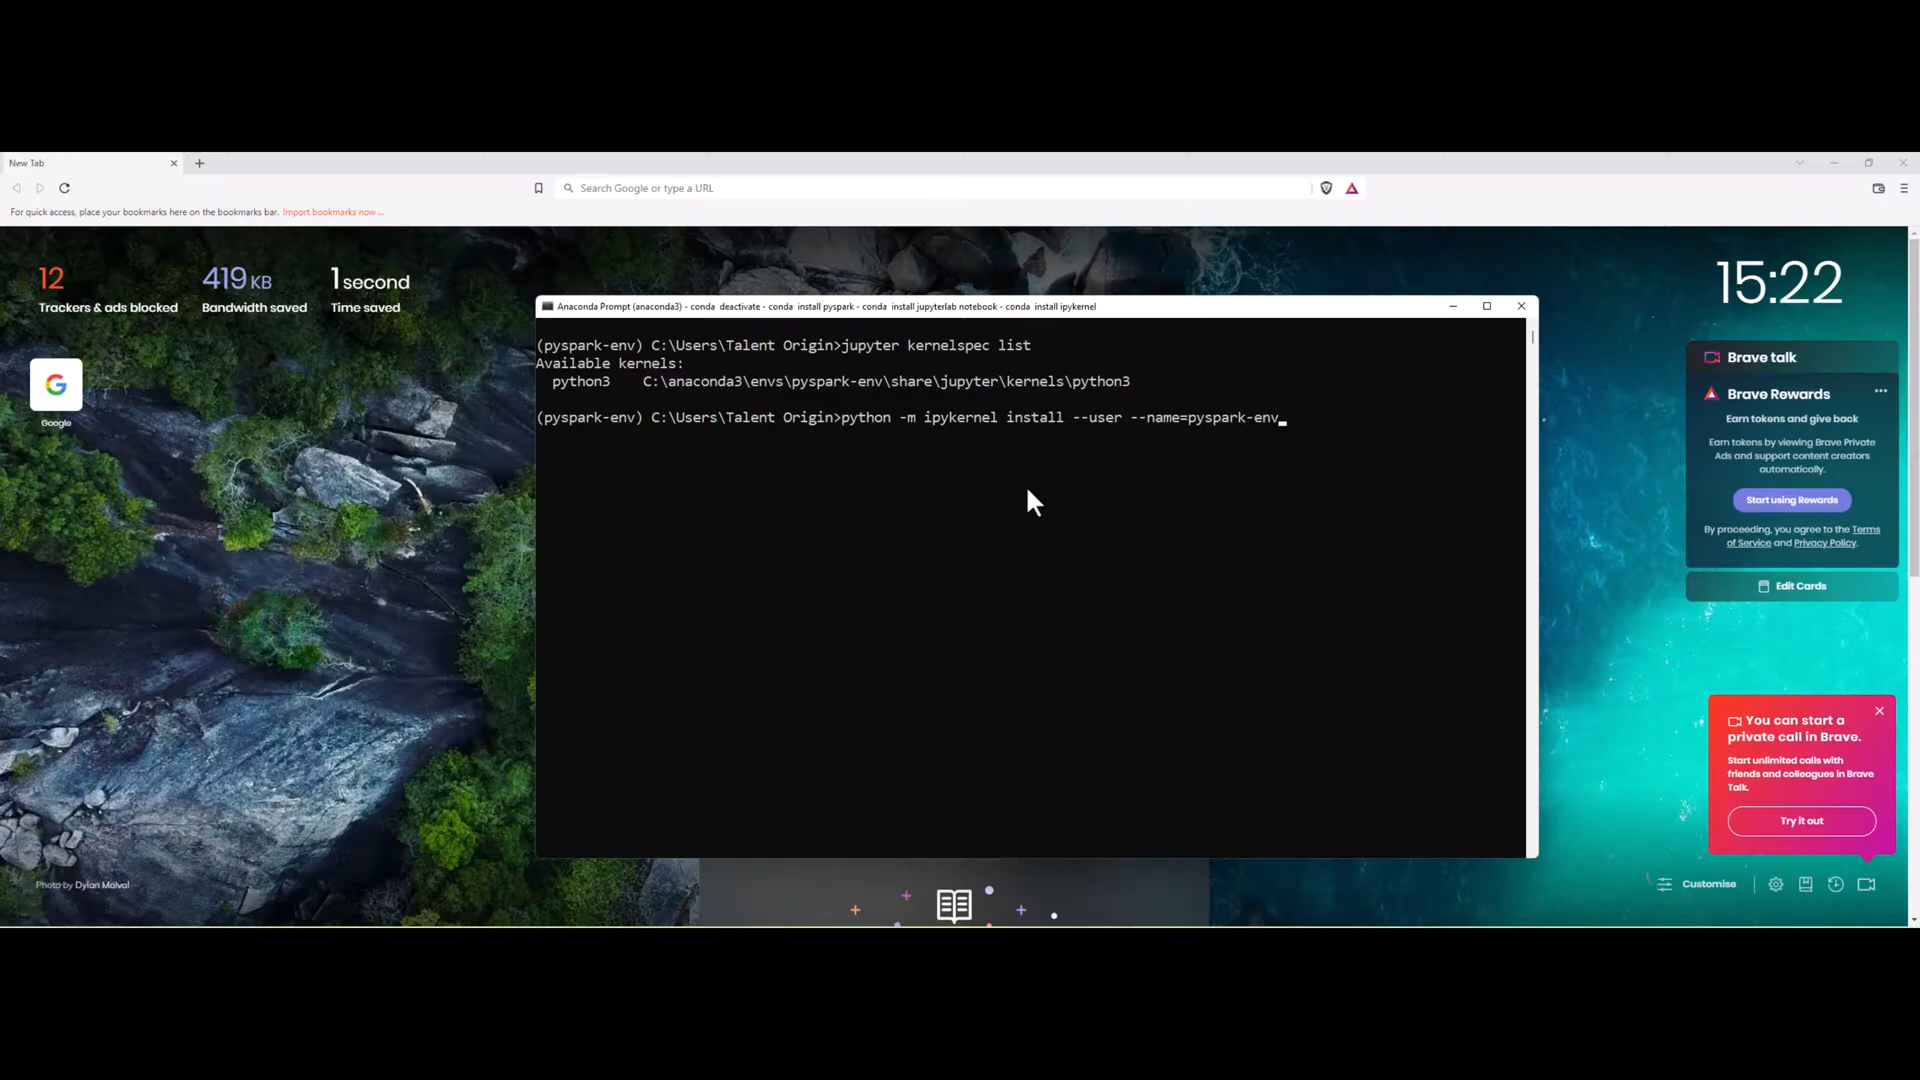 New Tab
Search Google or type a URL
For quick access, place your bookmarks here on the bookmarks bar. Import bookmarks now ...
12
Trackers & ads blocked
419 KB
Bandwidth saved
1 second
Time saved
15:22
Google
Anaconda Prompt (anaconda3) - conda  deactivate - conda  install pyspark - conda  install jupyterlab notebook - conda  install ipykernel
(pyspark-env) C:\Users\Talent Origin>jupyter kernelspec list
Available kernels:
  python3    C:\anaconda3\envs\pyspark-env\share\jupyter\kernels\python3
(pyspark-env) C:\Users\Talent Origin>python -m ipykernel install --user --name=pyspark-env
Brave talk
Brave Rewards
Earn tokens and give back
Earn tokens by viewing Brave Private
Ads and support content creators
automatically.
Start using Rewards
By proceeding, you agree to the Terms
of Service and Privacy Policy.
Edit Cards
You can start a
private call in Brave.
Start unlimited calls with
friends and colleagues in Brave
Talk.
Try it out
Photo by Dylan Malval
Customise